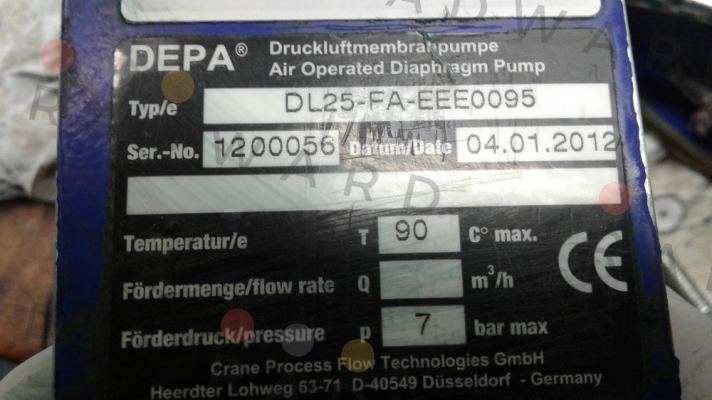 DEPA® Druckluftmembranpumpe
Air Operated Diaphragm Pump
Typ/e DL25-FA-EEE0095
Ser.-No. 1200056 Datum/Date 04.01.2012
Temperatur/e T 90 C° max.
CE
Fördermenge/flow rate Q m³/h
Förderdruck/pressure p 7 bar max
Crane Process Flow Technologies GmbH
Heerdter Lohweg 63-71 D-40549 Düsseldorf - Germany